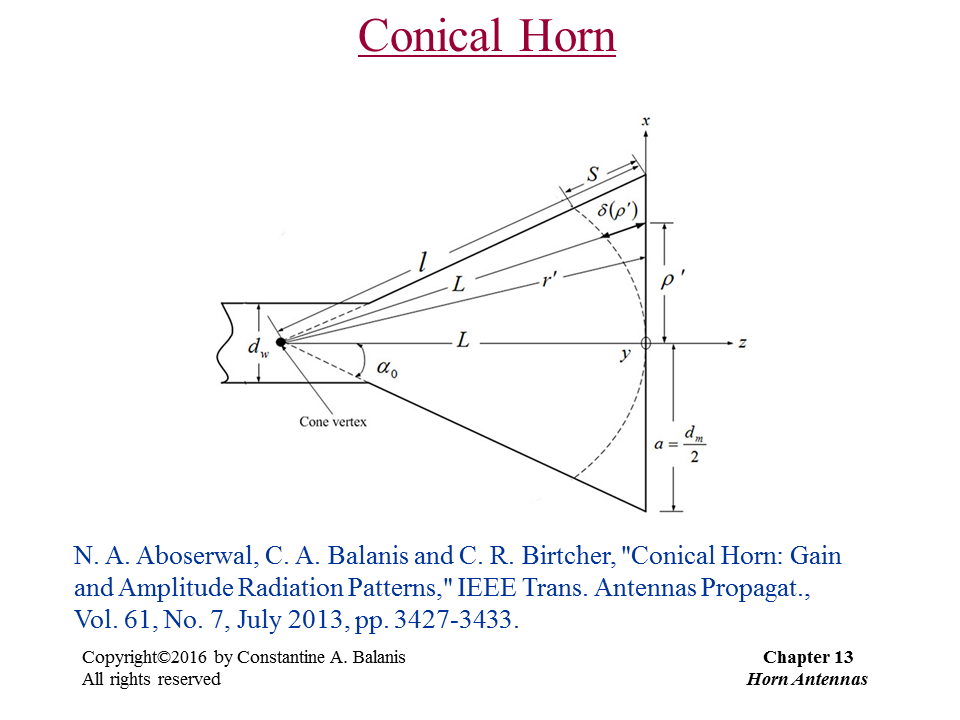 Conical Horn
x
S
δ(ρ′)
l
L
r′
ρ ′
d_w
L
y
z
α₀
Cone vertex
a = d_m/2
N. A. Aboserwal, C. A. Balanis and C. R. Birtcher, "Conical Horn: Gain
and Amplitude Radiation Patterns," IEEE Trans. Antennas Propagat.,
Vol. 61, No. 7, July 2013, pp. 3427-3433.
Copyright©2016 by Constantine A. Balanis
All rights reserved
Chapter 13
Horn Antennas